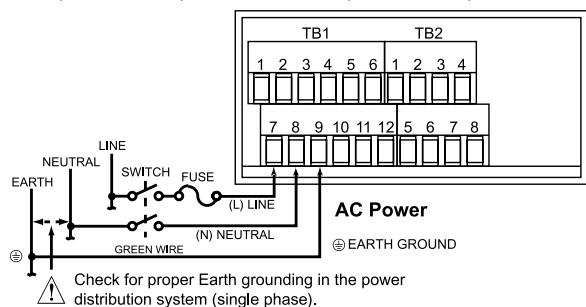 TB1 TB2
1 2 3 4 5 6 1 2 3 4
7 8 9 10 11 12 5 6 7 8
LINE
NEUTRAL
SWITCH
FUSE
EARTH
(L) LINE
(N) NEUTRAL
GREEN WIRE
AC Power
EARTH GROUND
Check for proper Earth grounding in the power
distribution system (single phase).